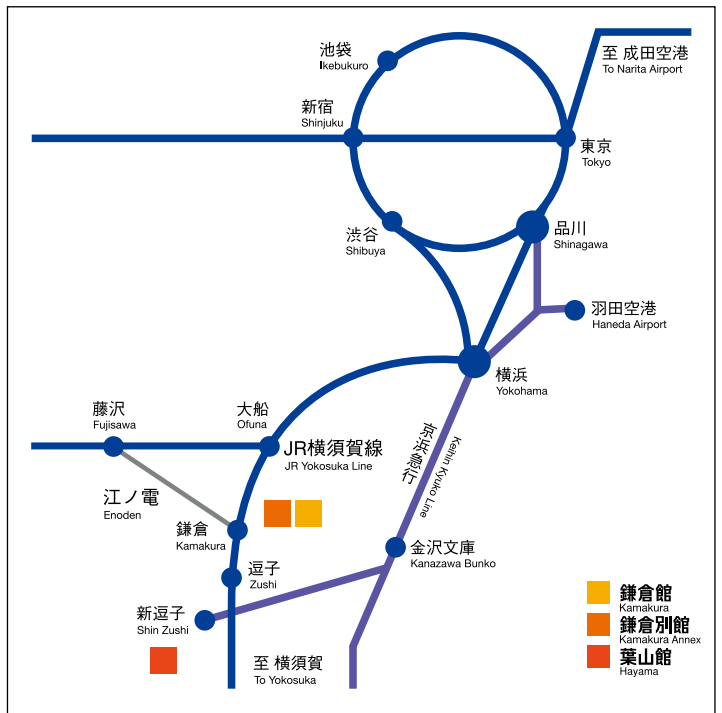 池袋
Ikebukuro
至 成田空港
To Narita Airport
新宿
Shinjuku
東京
Tokyo
渋谷
Shibuya
品川
Shinagawa
羽田空港
Haneda Airport
横浜
Yokohama
藤沢
Fujisawa
大船
Ofuna
JR横須賀線
JR Yokosuka Line
京浜急行
Keihin Kyuko Line
江ノ電
Enoden
鎌倉
Kamakura
金沢文庫
Kanazawa Bunko
逗子
Zushi
新逗子
Shin Zushi
至 横須賀
To Yokosuka
鎌倉館
Kamakura
鎌倉別館
Kamakura Annex
葉山館
Hayama